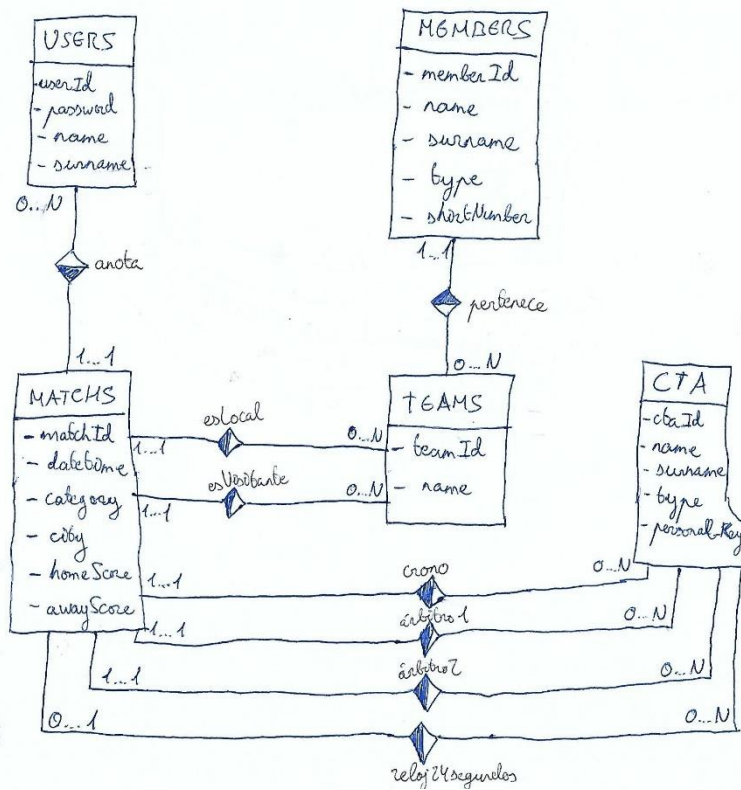 USERS
-userId
- password
- name
- surname
0...N
anota
1...1
MEMBERS
- memberId
- name
- surname
- type
- shirtNumber
1...1
pertenece
0...N
MATCHS
- matchId
- datetime
- category
- city
- homeScore
- awayScore
TEAMS
- teamId
- name
CTA
- ctaId
- name
- surname
- type
- personal-Key
esLocal
1...1
0...N
esVisitante
1...1
0...N
crono
1...1
0...N
árbitro1
1...1
0...N
árbitro2
1...1
0...N
reloj24segundos
0...1
0...N